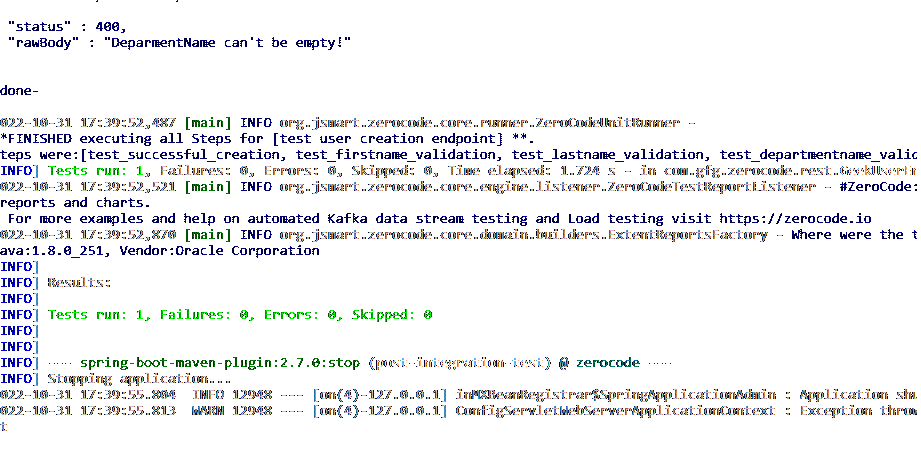 "status" : 400,
"rawBody" : "DeparmentName can't be empty!"
done-
022-10-31 17:39:52,487 [main] INFO org.jsmart.zerocode.core.runner.ZeroCodeUnitRunner -
*FINISHED executing all Steps for [test user creation endpoint] **.
teps were:[test_successful_creation, test_firstname_validation, test_lastname_validation, test_departmentname_valid
INFO] Tests run: 1, Failures: 0, Errors: 0, Skipped: 0, Time elapsed: 1.724 s - in com.gfg.zerocode.rest.GeekUserIn
022-10-31 17:39:52,521 [main] INFO org.jsmart.zerocode.core.engine.listener.ZeroCodeTestReportListener - #ZeroCode:
reports and charts.
For more examples and help on automated Kafka data stream testing and Load testing visit https://zerocode.io
022-10-31 17:39:52,870 [main] INFO org.jsmart.zerocode.core.domain.builders.ExtentReportsFactory - Where were the t
ava:1.8.0_251, Vendor:Oracle Corporation
INFO]
INFO] Results:
INFO]
INFO] Tests run: 1, Failures: 0, Errors: 0, Skipped: 0
INFO]
INFO]
INFO] ----- spring-boot-maven-plugin:2.7.0:stop (post-integration-test) @ zerocode -----
INFO] Stopping application...
022-10-31 17:39:55.804 INFO 12948 --- [on(4)-127.0.0.1] inMXBeanRegistrar$SpringApplicationAdmin : Application shu
022-10-31 17:39:55.813 WARN 12948 --- [on(4)-127.0.0.1] ConfigServletWebServerApplicationContext : Exception throw
t